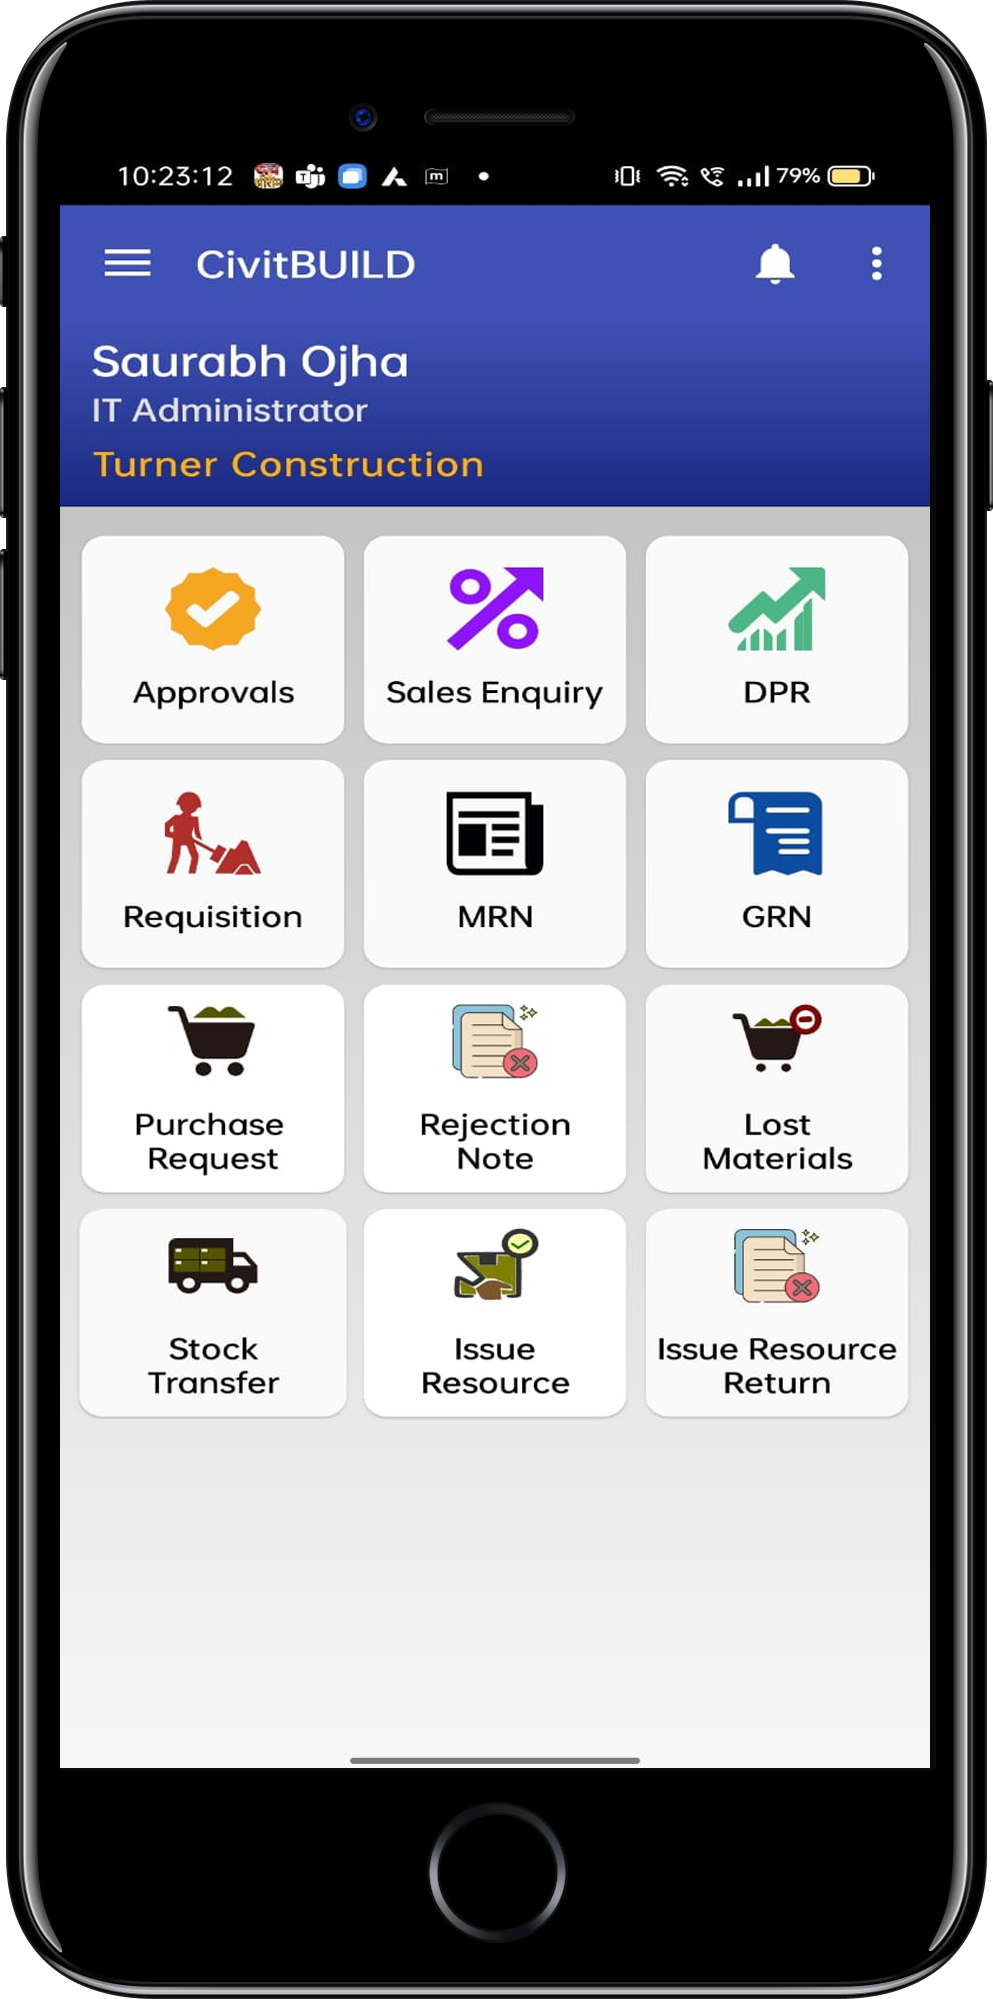 10:23:12 79%
CivitBUILD
Saurabh Ojha
IT Administrator
Turner Construction
Approvals
Sales Enquiry
DPR
Requisition
MRN
GRN
Purchase
Request
Rejection
Note
Lost
Materials
Stock
Transfer
Issue
Resource
Issue Resource
Return